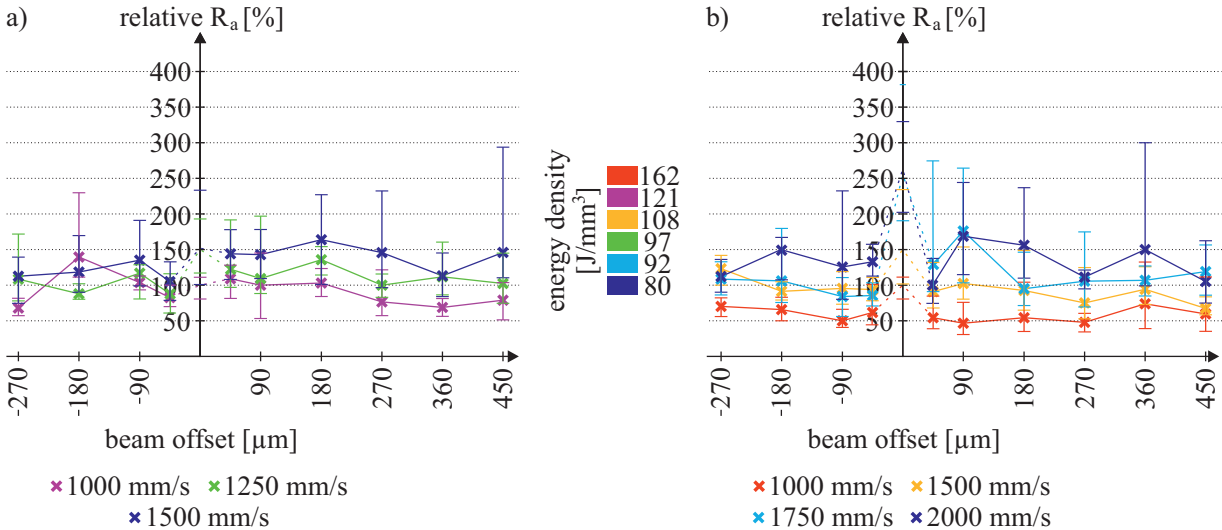 a)
relative Rₐ [%]
400
350
300
250
200
150
100
50
-270
-180
-90
90
180
270
360
450
beam offset [µm]
1000 mm/s
1250 mm/s
1500 mm/s
energy density
[J/mm³]
162
121
108
97
92
80
b)
relative Rₐ [%]
400
350
300
250
200
150
100
50
-270
-180
-90
90
180
270
360
450
beam offset [µm]
1000 mm/s
1500 mm/s
1750 mm/s
2000 mm/s